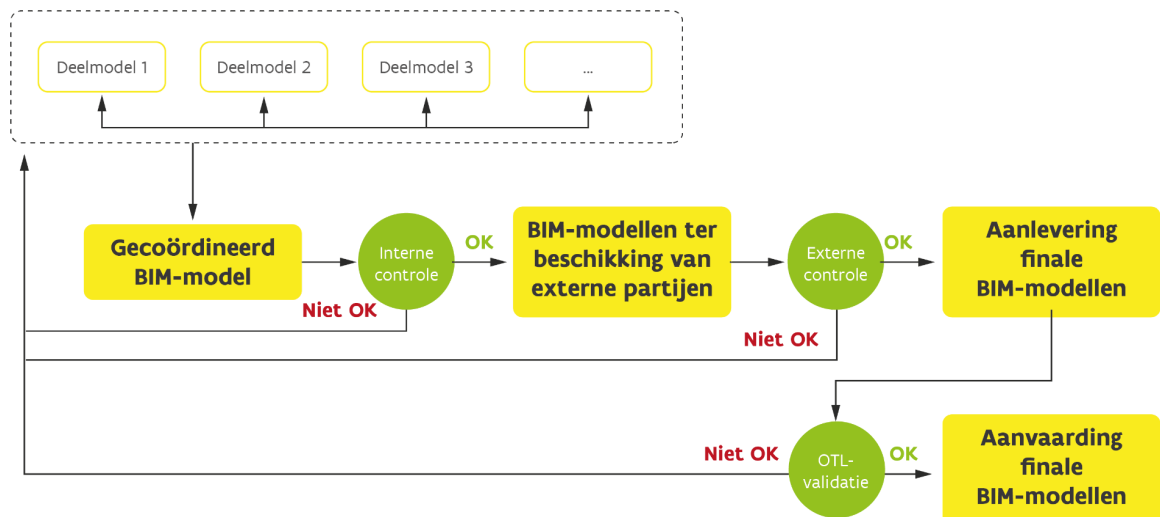 Deelmodel 1
Deelmodel 2
Deelmodel 3
...
Gecoördineerd
BIM-model
Interne
controle
OK
Niet OK
BIM-modellen ter
beschikking van
externe partijen
Externe
controle
OK
Niet OK
Aanlevering
finale
BIM-modellen
OTL-
validatie
Niet OK
OK
Aanvaarding
finale
BIM-modellen